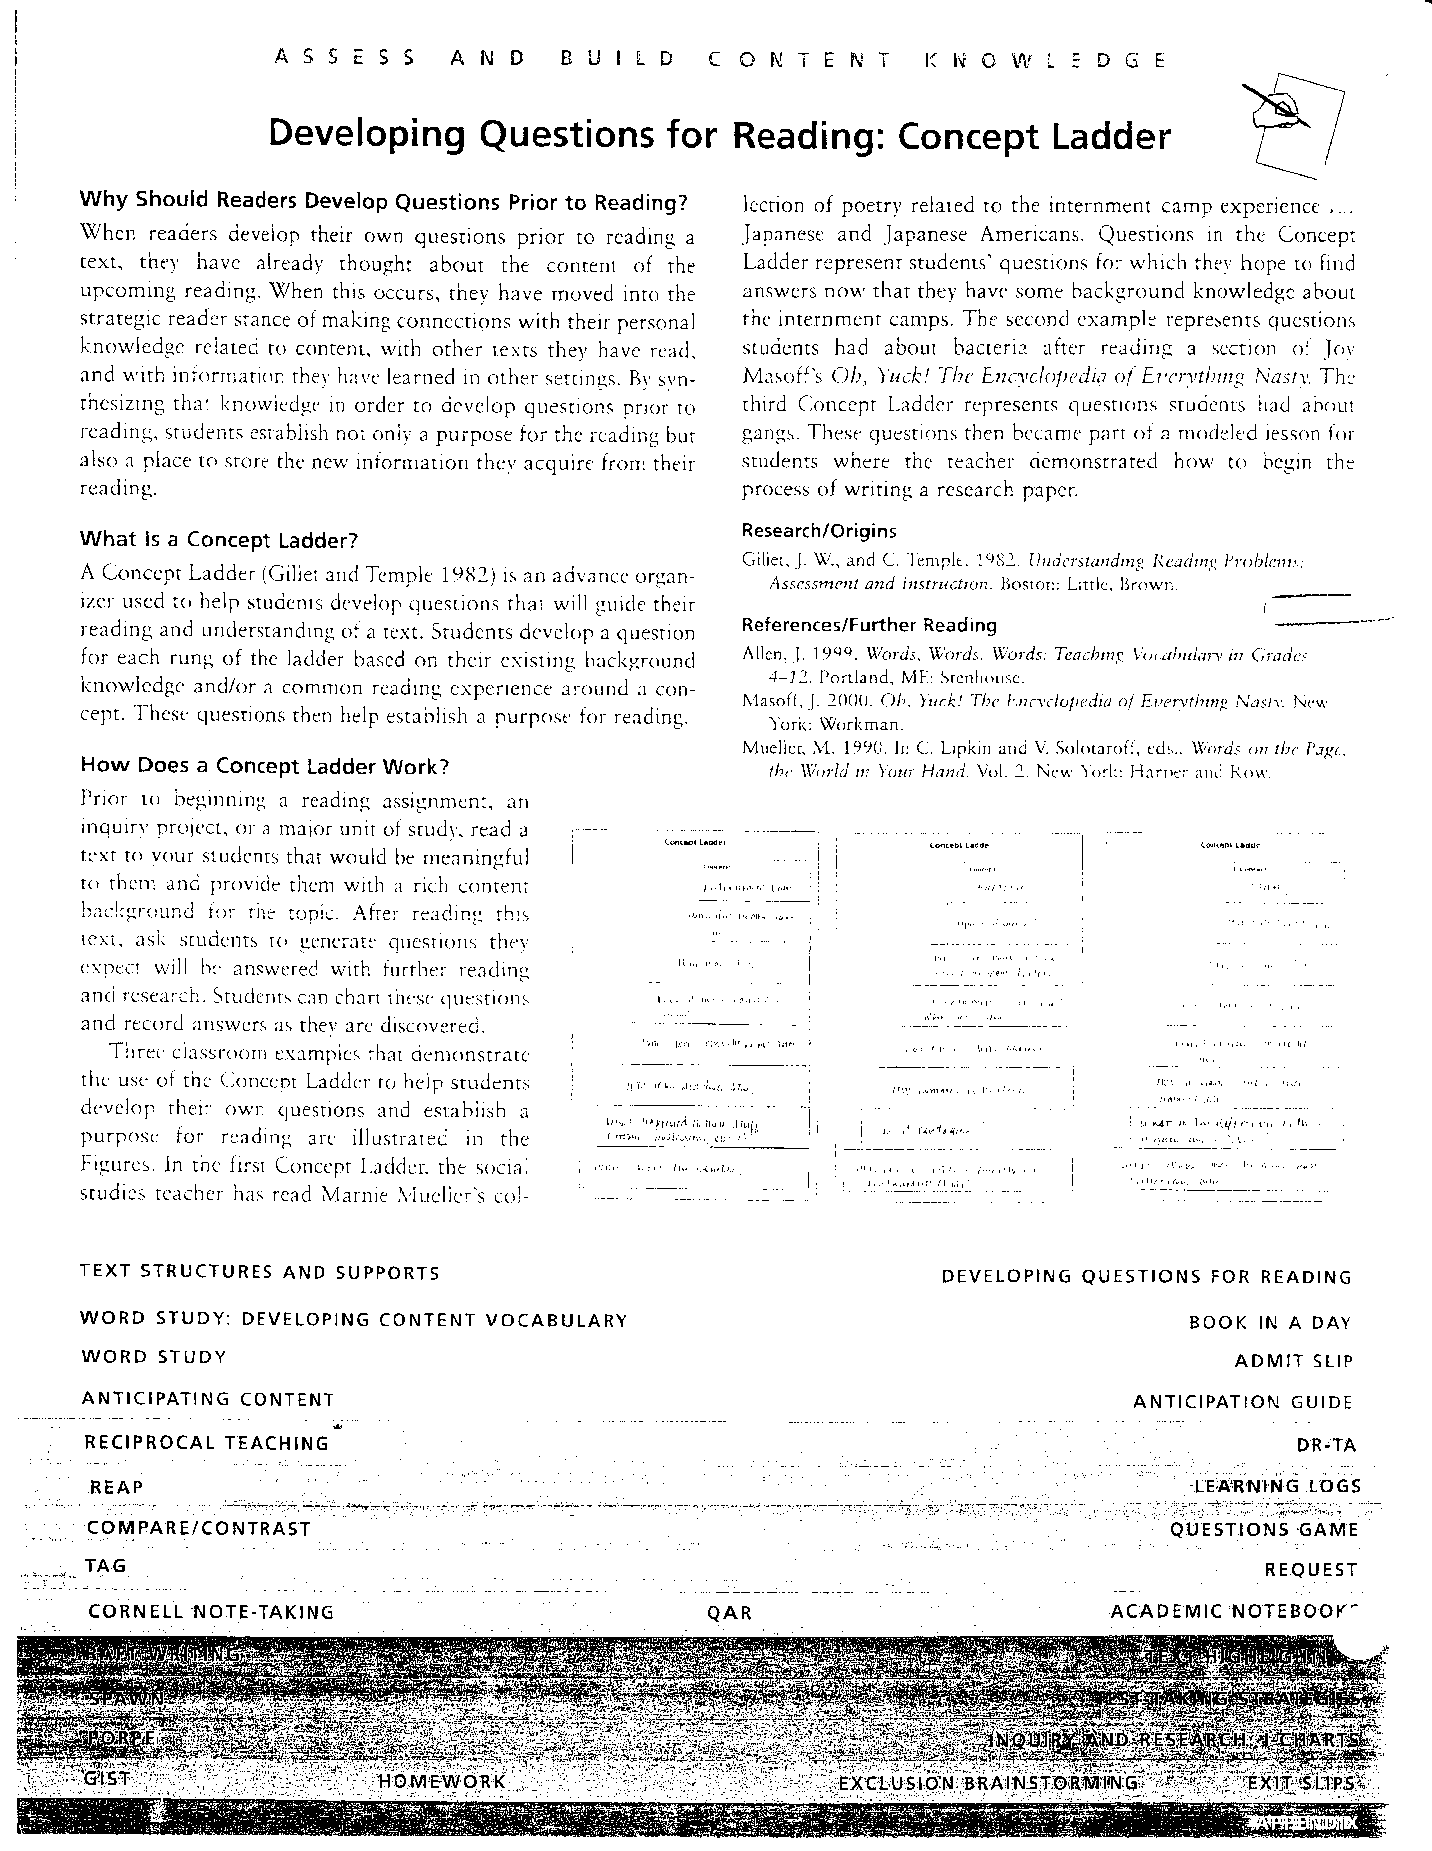 ASSESS AND BUILD CONTENT KNOWLEDGE
Developing Questions for Reading: Concept Ladder
Why Should Readers Develop Questions Prior to Reading?
When readers develop their own questions prior to reading a
text, they have already thought about the content of the
upcoming reading. When this occurs, they have moved into the
strategic reader stance of making connections with their personal
knowledge related to content, with other texts they have read,
and with information they have learned in other settings. By syn-
thesizing that knowledge in order to develop questions prior to
reading, students establish not only a purpose for the reading but
also a place to store the new information they acquire from their
reading.
What Is a Concept Ladder?
A Concept Ladder (Gillet and Temple 1982) is an advance organ-
izer used to help students develop questions that will guide their
reading and understanding of a text. Students develop a question
for each rung of the ladder based on their existing background
knowledge and/or a common reading experience around a con-
cept. These questions then help establish a purpose for reading.
How Does a Concept Ladder Work?
Prior to beginning a reading assignment, an
inquiry project, or a major unit of study, read a
text to your students that would be meaningful
to them and provide them with a rich content
background for the topic. After reading this
text, ask students to generate questions they
expect will be answered with further reading
and research. Students can chart these questions
and record answers as they are discovered.
Three classroom examples that demonstrate
the use of the Concept Ladder to help students
develop their own questions and establish a
purpose for reading are illustrated in the
Figures. In the first Concept Ladder, the social
studies teacher has read Marnie Mueller's col-
lection of poetry related to the internment camp experience
Japanese and Japanese Americans. Questions in the Concept
Ladder represent students' questions for which they hope to find
answers now that they have some background knowledge about
the internment camps. The second example represents questions
students had about bacteria after reading a section of Joy
Masoff's Oh, Yuck! The Encyclopedia of Everything Nasty. The
third Concept Ladder represents questions students had about
gangs. These questions then became part of a modeled lesson for
students where the teacher demonstrated how to begin the
process of writing a research paper.
Research/Origins
Gillet, J. W., and C. Temple. 1982. Understanding Reading Problems:
Assessment and instruction. Boston: Little, Brown.
References/Further Reading
Allen, J. 1999. Words, Words, Words: Teaching Vocabulary in Grades
4–12. Portland, ME: Stenhouse.
Masoff, J. 2000. Oh, Yuck! The Encyclopedia of Everything Nasty. New
York: Workman.
Mueller, M. 1990. In C. Lipkin and V. Solotaroff, eds., Words on the Page,
the World in Your Hand. Vol. 2. New York: Harper and Row.
Concept Ladder
Concept Ladder
Concept Ladder
TEXT STRUCTURES AND SUPPORTS
DEVELOPING QUESTIONS FOR READING
WORD STUDY: DEVELOPING CONTENT VOCABULARY
BOOK IN A DAY
WORD STUDY
ADMIT SLIP
ANTICIPATING CONTENT
ANTICIPATION GUIDE
RECIPROCAL TEACHING
DR-TA
REAP
LEARNING LOGS
COMPARE/CONTRAST
QUESTIONS GAME
TAG
REQUEST
CORNELL NOTE-TAKING QAR ACADEMIC NOTEBOOK
RAFT WRITING
SPAWN
TEST-TAKING STRATEGIES
PORPE
INQUIRY AND RESEARCH: I-CHARTS
GIST HOMEWORK EXCLUSION BRAINSTORMING EXIT SLIPS
APPENDIX